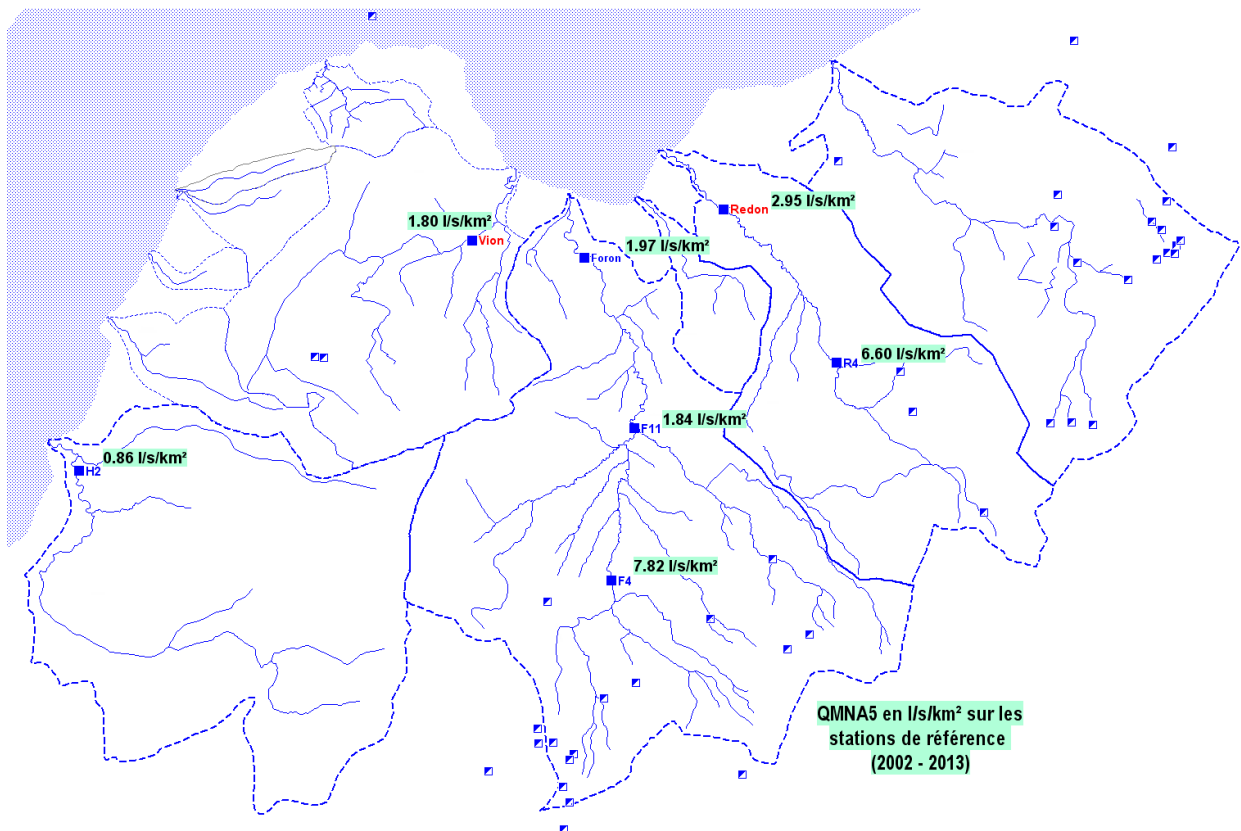 2.95 l/s/km²
Redon
1.80 l/s/km²
Vion
1.97 l/s/km²
Foron
6.60 l/s/km²
R4
1.84 l/s/km²
F11
0.86 l/s/km²
H2
7.82 l/s/km²
F4
QMNA5 en l/s/km² sur les
stations de référence
(2002 - 2013)